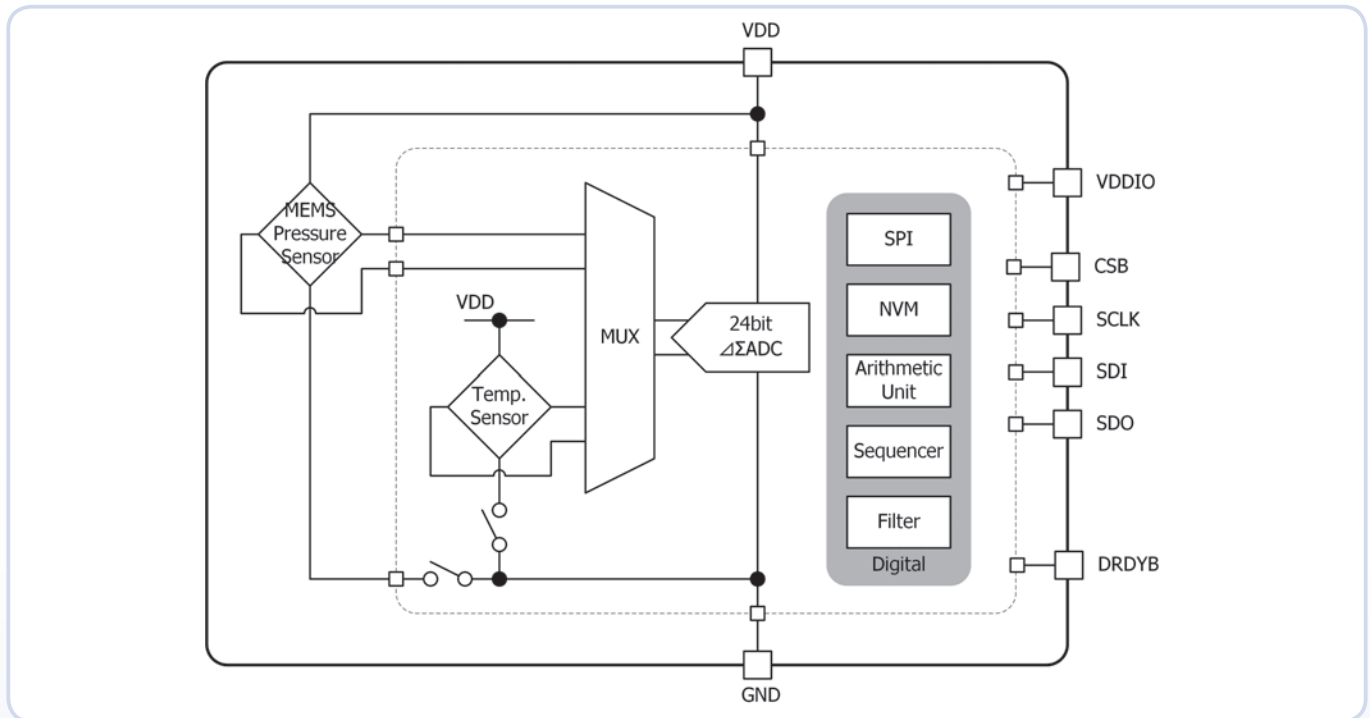 VDD
VDDIO
MEMS
Pressure
Sensor
SPI
CSB
VDD
NVM
SCLK
MUX
24bit
⊿ΣADC
Arithmetic
Unit
SDI
Temp.
Sensor
SDO
Sequencer
Filter
Digital
DRDYB
GND